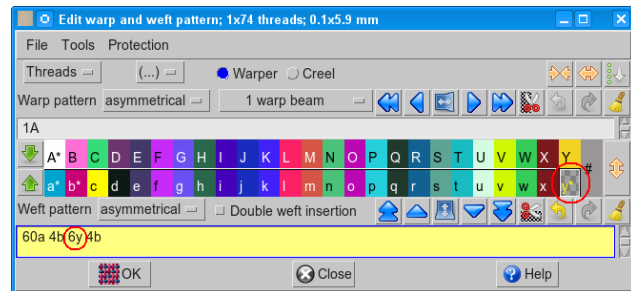 Edit warp and weft pattern; 1x74 threads; 0.1x5.9 mm
File Tools Protection
Threads (...) Warper Creel
Warp pattern asymmetrical 1 warp beam
1A
A* B C D E F G H I J K L M N O P Q R S T U V W X Y #
a* b* c d e f g h i j k l m n o p q r s t u v w x y*
Weft pattern asymmetrical Double weft insertion
60a 4b 6y 4b
OK Close Help